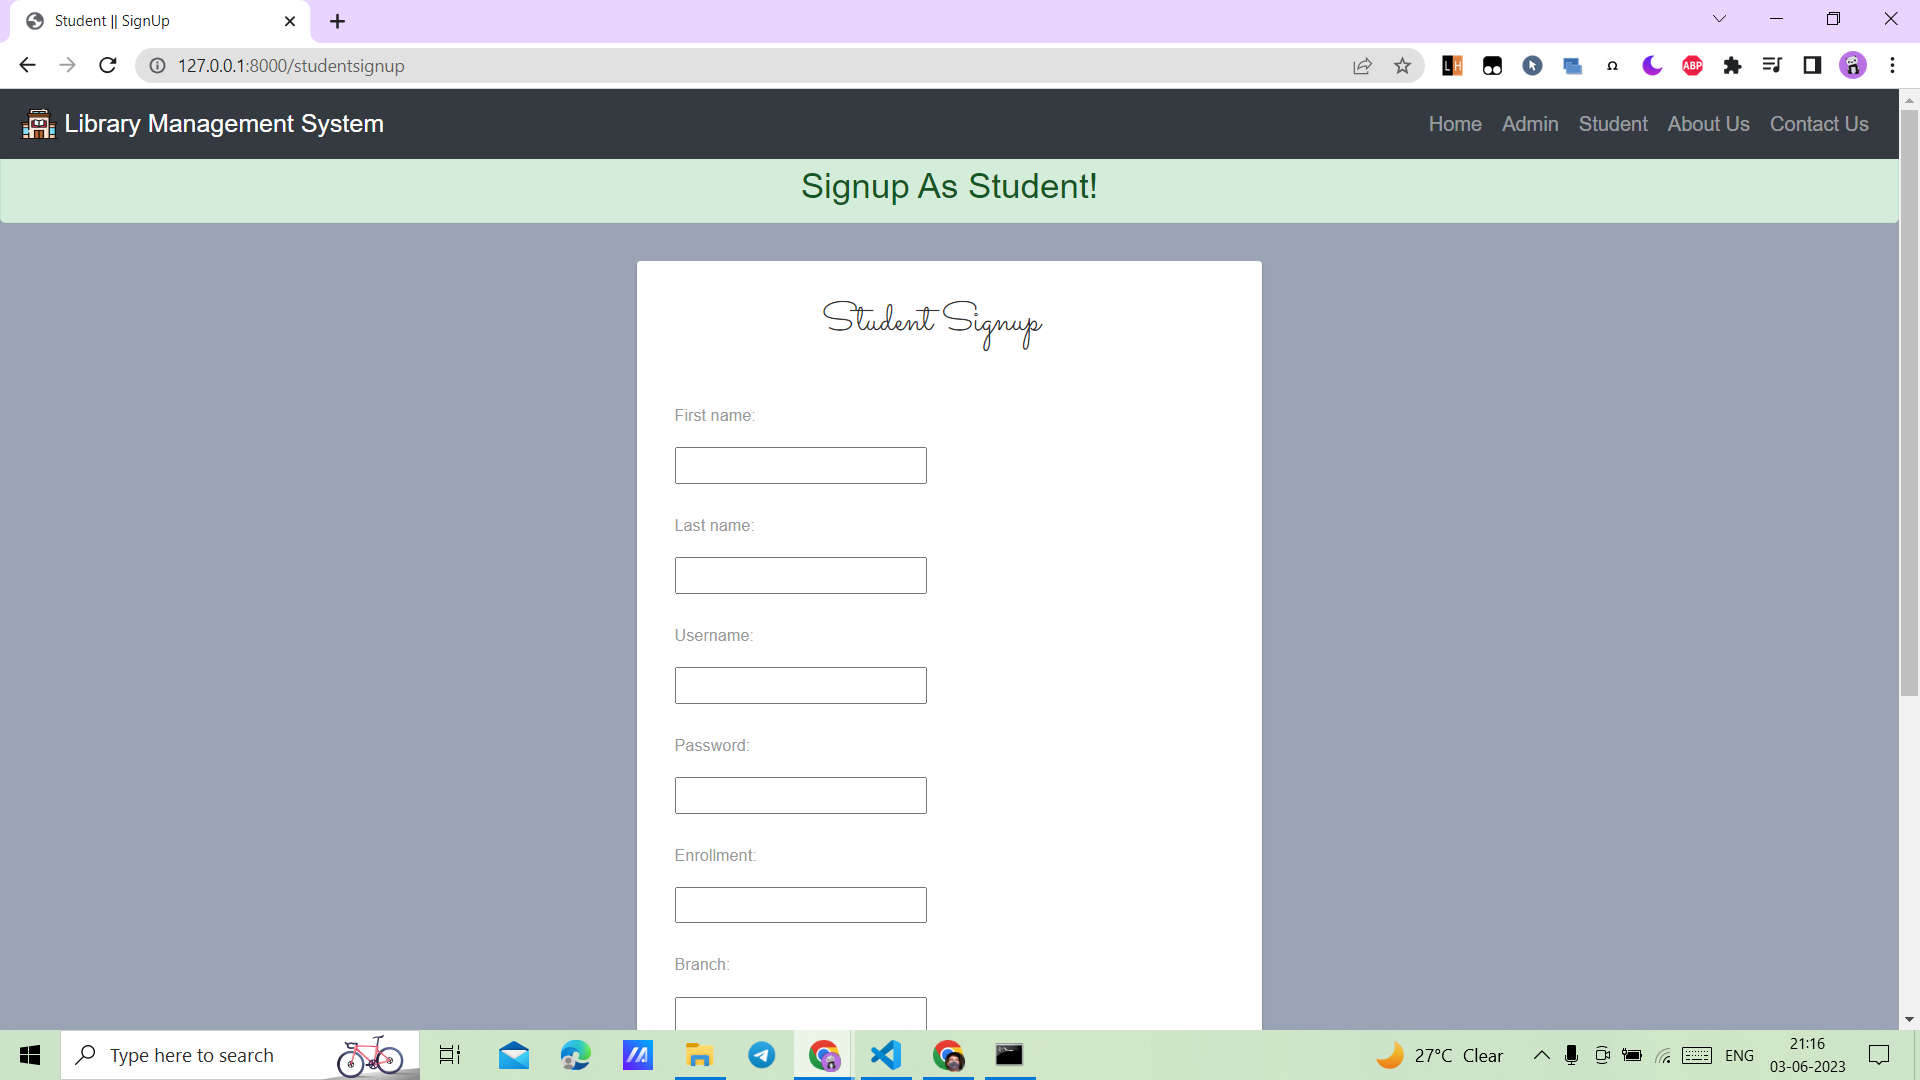 Student || SignUp
127.0.0.1:8000/studentsignup
LH
Ω
ABP
Library Management System
Home Admin Student About Us Contact Us
Signup As Student!
Student Signup
First name:
Last name:
Username:
Password:
Enrollment:
Branch:
Type here to search
27°C Clear
ENG
21:16
03-06-2023